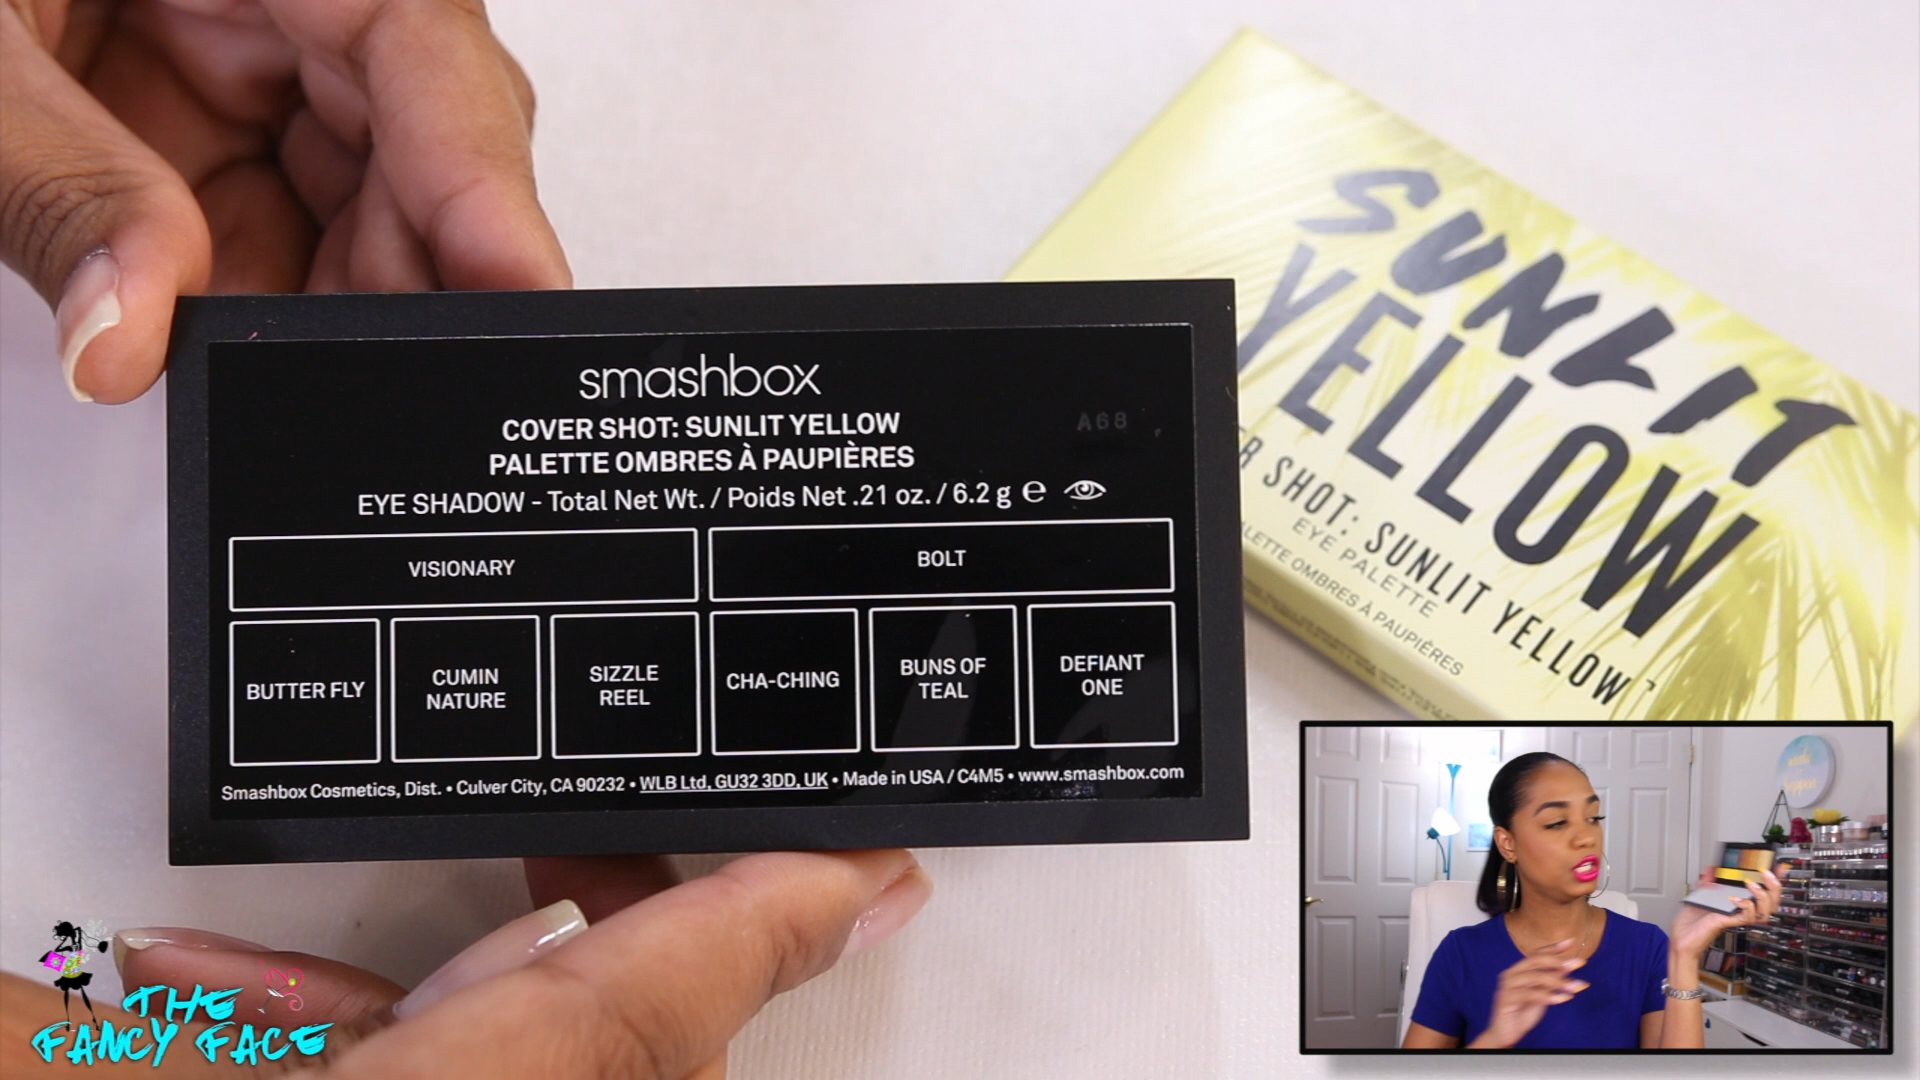 smashbox
COVER SHOT: SUNLIT YELLOW
PALETTE OMBRES À PAUPIÈRES
A68
EYE SHADOW - Total Net Wt. / Poids Net .21 oz. / 6.2 g ℮
VISIONARY
BOLT
BUTTER FLY
CUMIN
NATURE
SIZZLE
REEL
CHA-CHING
BUNS OF
TEAL
DEFIANT
ONE
Smashbox Cosmetics, Dist. • Culver City, CA 90232 • WLB Ltd, GU32 3DD, UK • Made in USA / C4M5 • www.smashbox.com
SUNLIT
YELLOW
SHOT: SUNLIT YELLOW
EYE PALETTE
OMBRES À PAUPIÈRES
THE
FANCY FACE